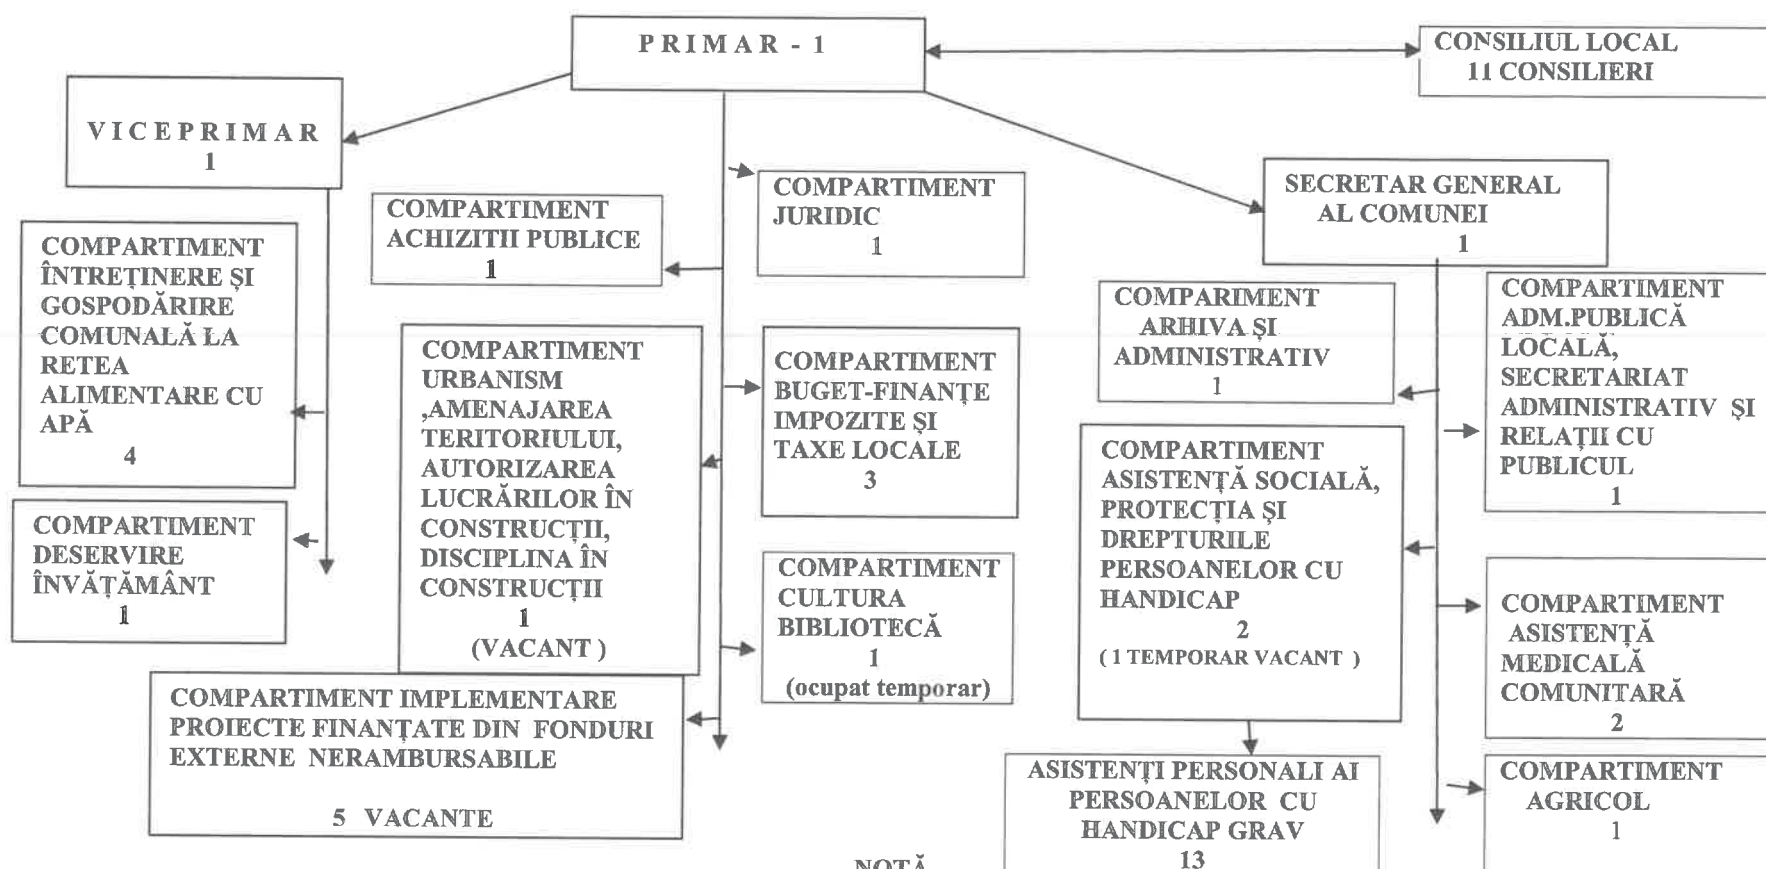 P R I M A R - 1
CONSILIUL LOCAL
11 CONSILIERI
V I C E P R I M A R
1
COMPARTIMENT
JURIDIC
1
SECRETAR GENERAL
AL COMUNEI
1
COMPARTIMENT
ACHIZITII PUBLICE
1
COMPARTIMENT
ÎNTREȚINERE ȘI
GOSPODĂRIRE
COMUNALĂ LA
RETEA
ALIMENTARE CU
APĂ
4
COMPARTIMENT
URBANISM
,AMENAJAREA
TERITORIULUI,
AUTORIZAREA
LUCRĂRILOR ÎN
CONSTRUCȚII,
DISCIPLINA ÎN
CONSTRUCȚII
1
(VACANT )
COMPARTIMENT
BUGET-FINANȚE
IMPOZITE ȘI
TAXE LOCALE
3
COMPARIMENT
ARHIVA ȘI
ADMINISTRATIV
1
COMPARTIMENT
ADM.PUBLICĂ
LOCALĂ,
SECRETARIAT
ADMINISTRATIV ȘI
RELAȚII CU
PUBLICUL
1
COMPARTIMENT
ASISTENȚĂ SOCIALĂ,
PROTECȚIA ȘI
DREPTURILE
PERSOANELOR CU
HANDICAP
2
( 1 TEMPORAR VACANT )
COMPARTIMENT
DESERVIRE
ÎNVĂȚĂMÂNT
1
COMPARTIMENT
CULTURA
BIBLIOTECĂ
1
(ocupat temporar)
COMPARTIMENT
ASISTENȚĂ
MEDICALĂ
COMUNITARĂ
2
COMPARTIMENT IMPLEMENTARE
PROIECTE FINANȚATE DIN FONDURI
EXTERNE NERAMBURSABILE
5 VACANTE
ASISTENȚI PERSONALI AI
PERSOANELOR CU
HANDICAP GRAV
13
COMPARTIMENT
AGRICOL
1
NOTĂ